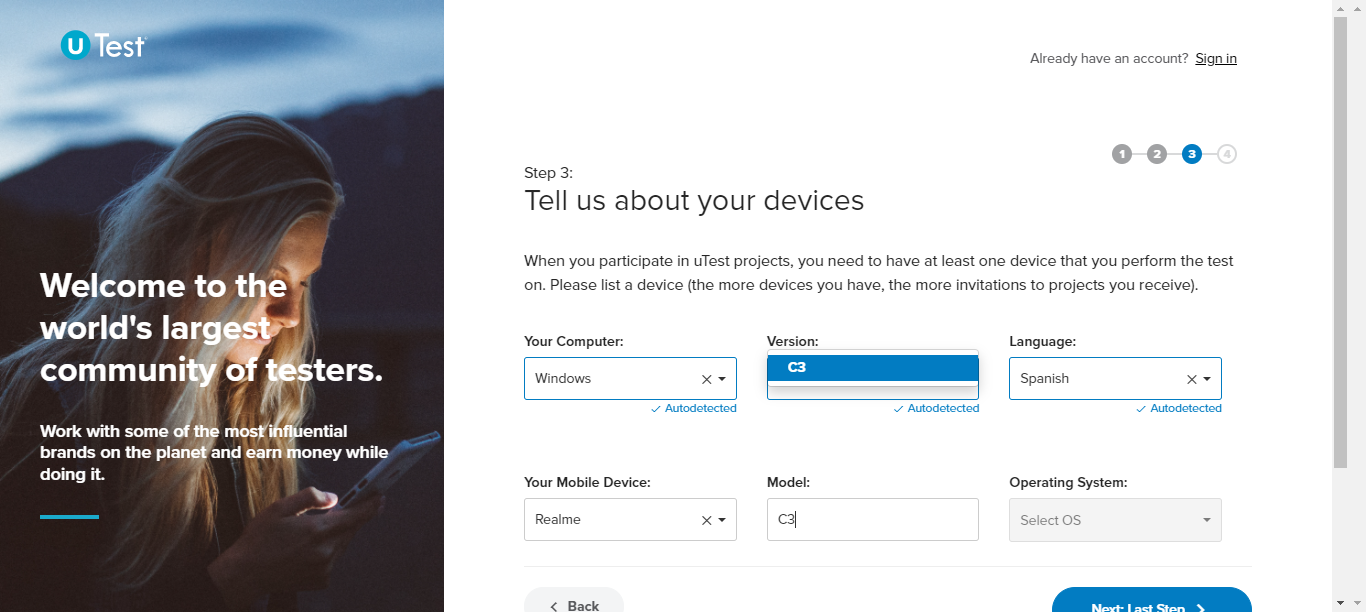 uTest
Already have an account? Sign in
1 2 3 4
Step 3:
Tell us about your devices
When you participate in uTest projects, you need to have at least one device that you perform the test
on. Please list a device (the more devices you have, the more invitations to projects you receive).
Welcome to the
world's largest
community of testers.
Work with some of the most influential
brands on the planet and earn money while
doing it.
Your Computer: Version: Language:
Windows C3 Spanish
Autodetected Autodetected Autodetected
Your Mobile Device: Model: Operating System:
Realme C3 Select OS
Back Next: Last Step